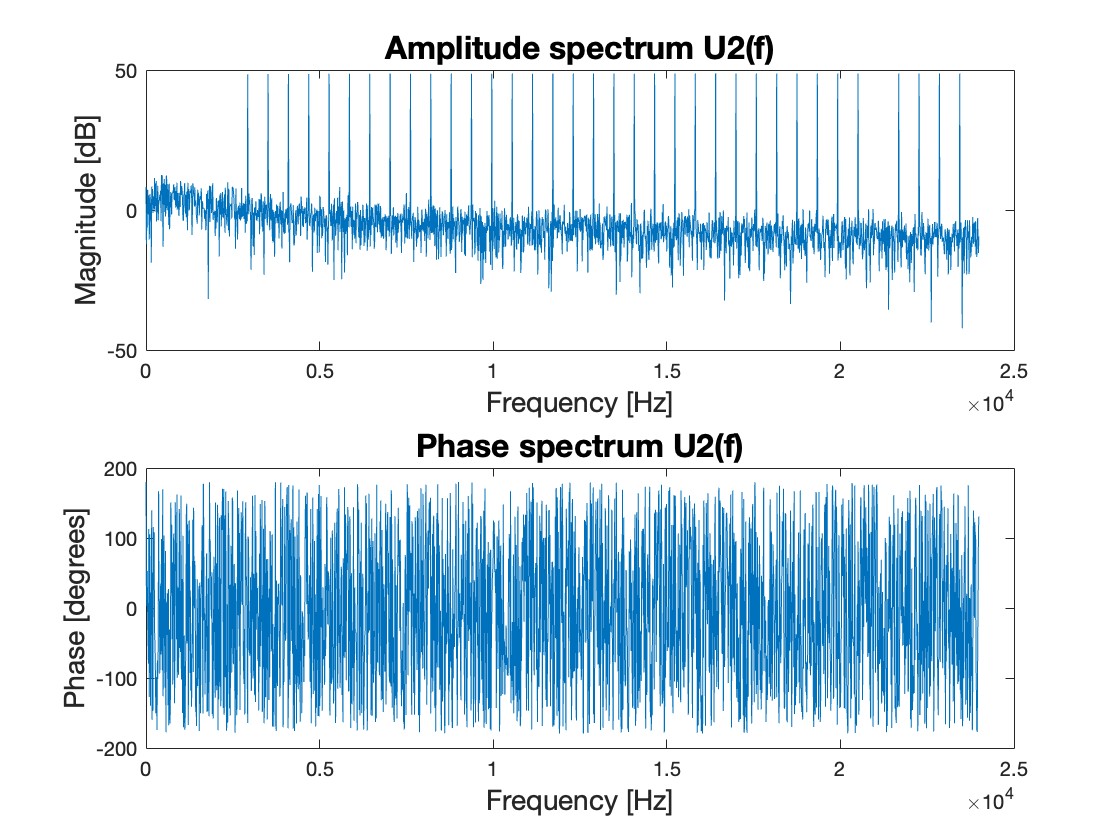 Amplitude spectrum U2(f)
50
0
-50
Magnitude [dB]
0 0.5 1 1.5 2 2.5
Frequency [Hz]
×10^4
Phase spectrum U2(f)
200
100
0
-100
-200
Phase [degrees]
0 0.5 1 1.5 2 2.5
Frequency [Hz]
×10^4